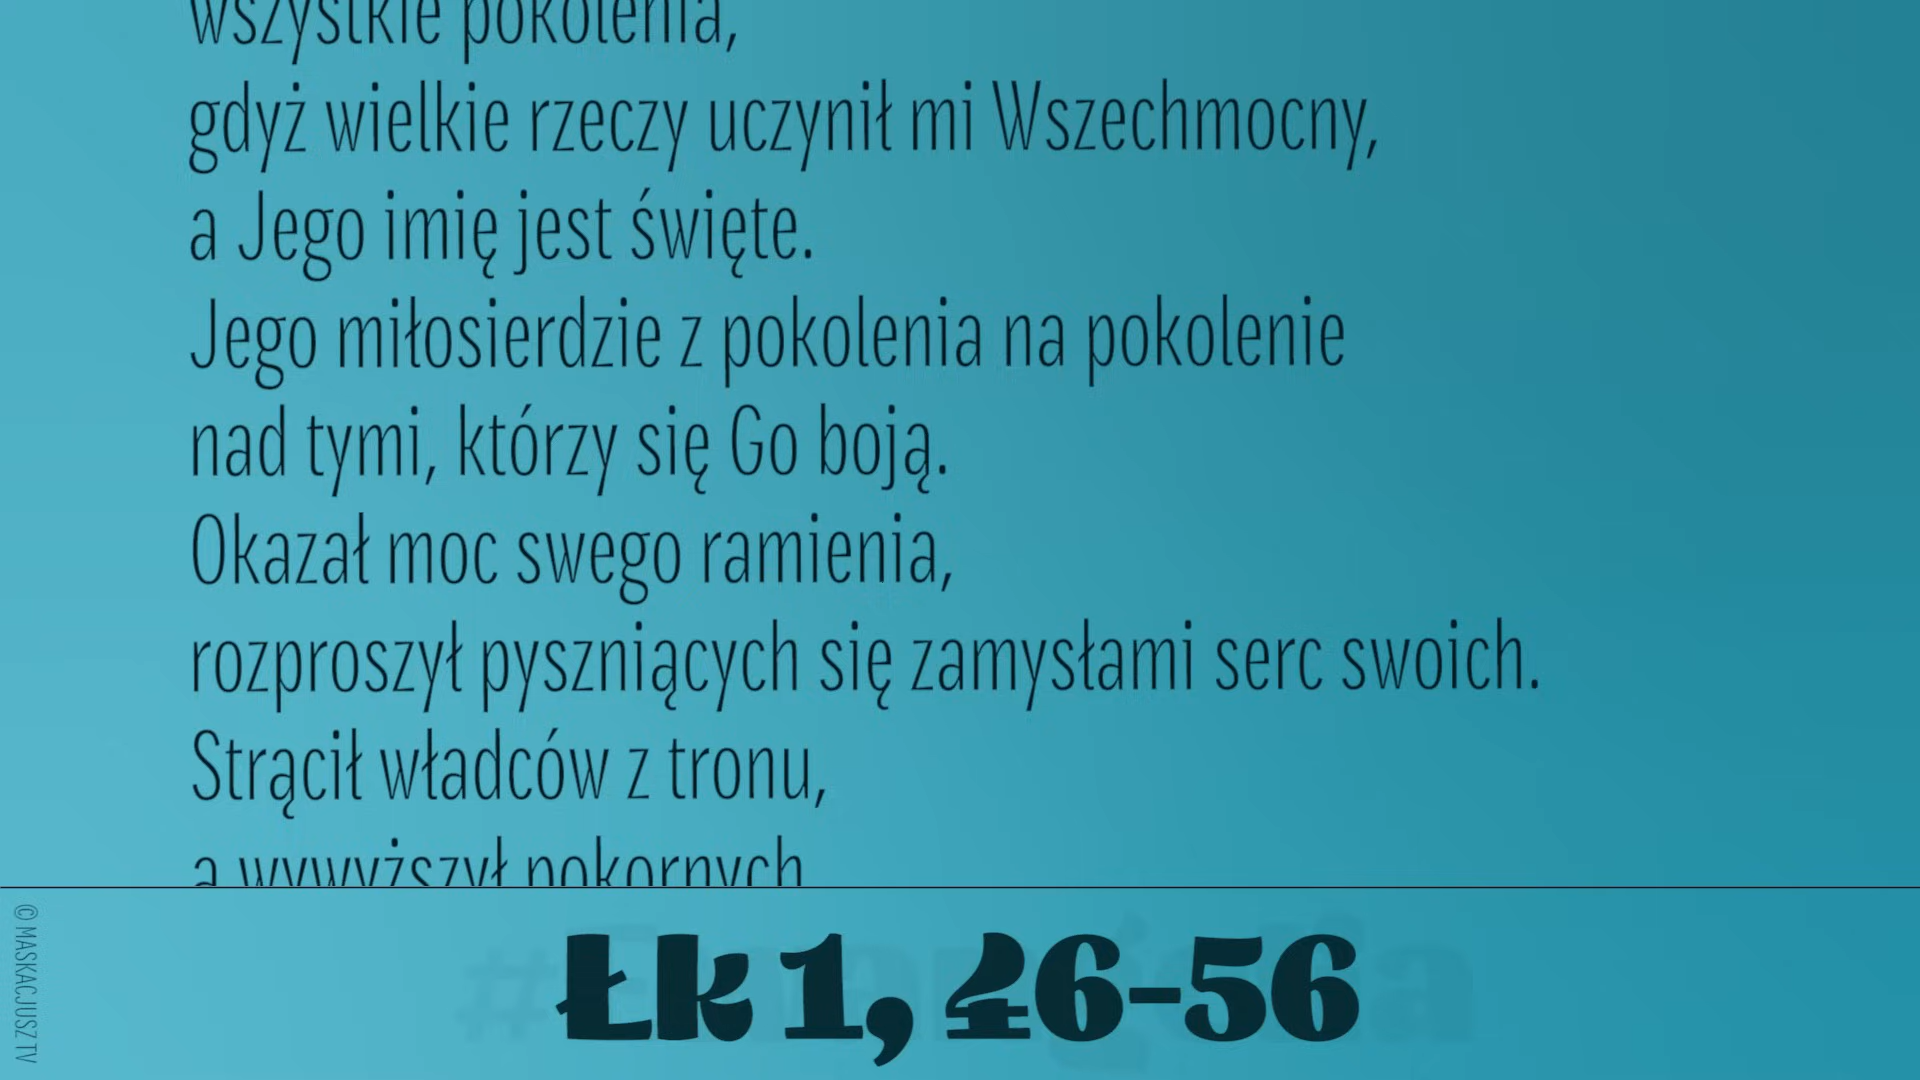 wszystkie pokolenia,
gdyż wielkie rzeczy uczynił mi Wszechmocny,
a Jego imię jest święte.
Jego miłosierdzie z pokolenia na pokolenie
nad tymi, którzy się Go boją.
Okazał moc swego ramienia,
rozproszył pyszniących się zamysłami serc swoich.
Strącił władców z tronu,
a wywyższył pokornych
Łk 1, 46-56
© MASKACJUSZ TV